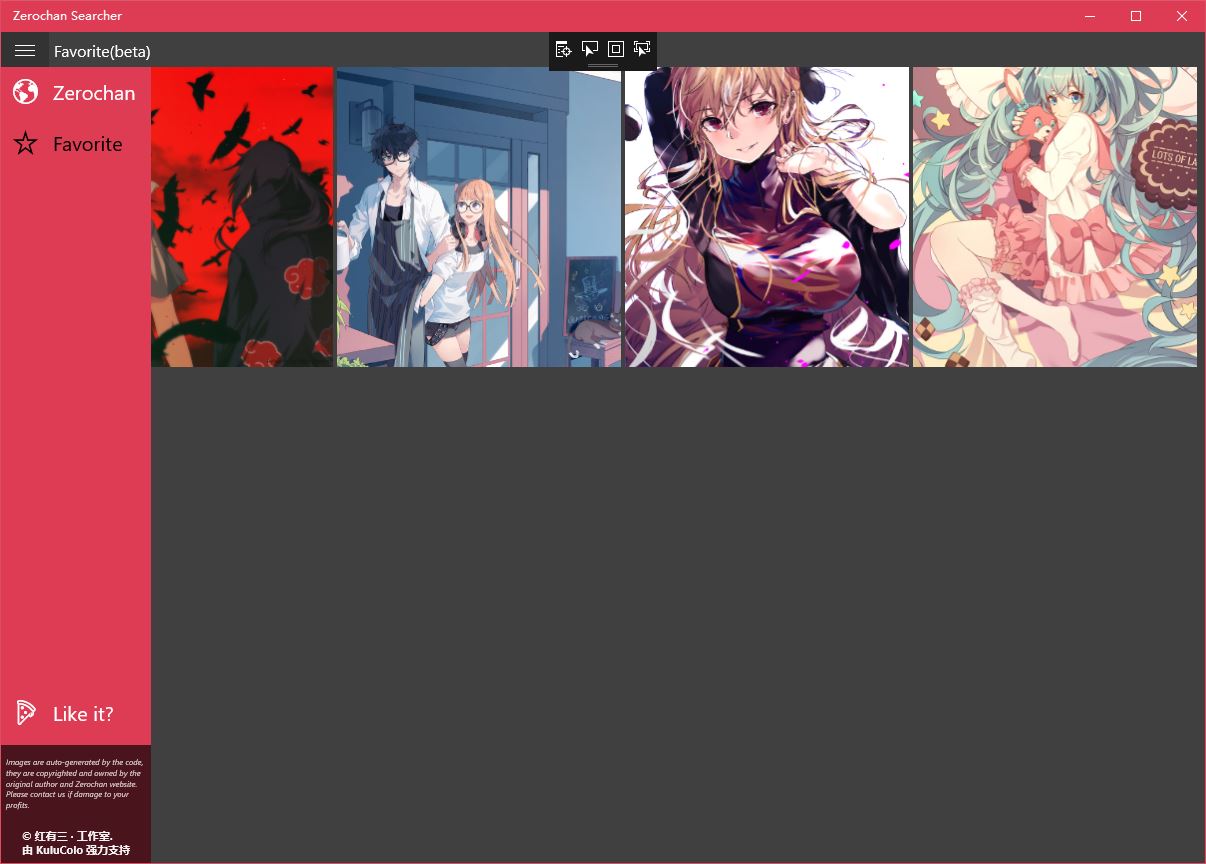 Zerochan Searcher
Favorite(beta)
Zerochan
Favorite
LOTS OF LA
Like it?
Images are auto-generated by the code,
they are copyrighted and owned by the
original author and Zerochan website.
Please contact us if damage to your
profits.
© 红有三 · 工作室.
由 KuluColo 强力支持